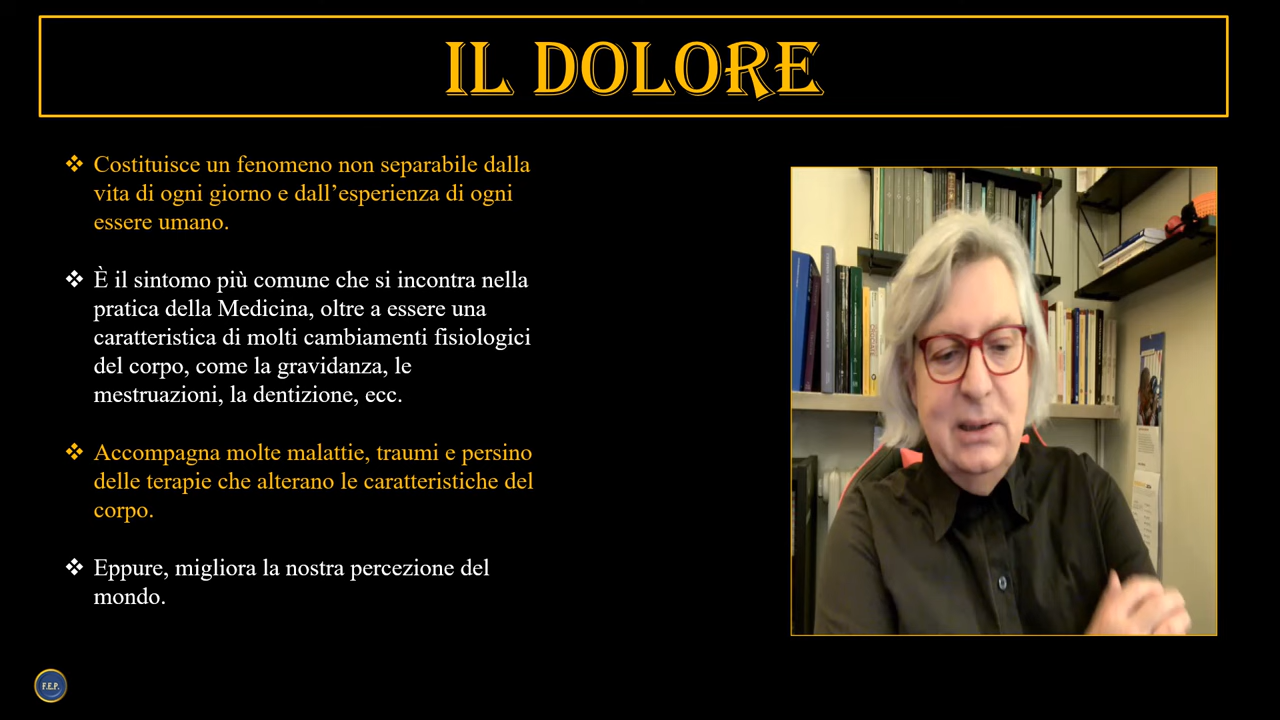 IL DOLORE
❖ Costituisce un fenomeno non separabile dalla
vita di ogni giorno e dall’esperienza di ogni
essere umano.
❖ È il sintomo più comune che si incontra nella
pratica della Medicina, oltre a essere una
caratteristica di molti cambiamenti fisiologici
del corpo, come la gravidanza, le
mestruazioni, la dentizione, ecc.
❖ Accompagna molte malattie, traumi e persino
delle terapie che alterano le caratteristiche del
corpo.
❖ Eppure, migliora la nostra percezione del
mondo.
F.E.P.